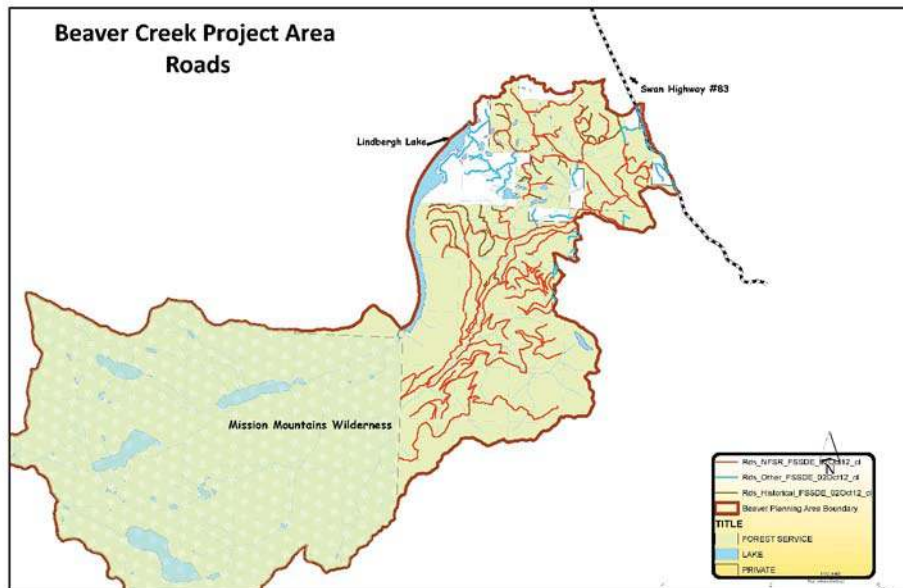 Beaver Creek Project Area
Roads
Swan Highway #83
Lindbergh Lake
Mission Mountains Wilderness
N
Rds_NFSR_FSSDE_02Oct12_cl
Rds_Other_FSSDE_02Oct12_cl
Rds_Historical_FSSDE_02Oct12_cl
Beaver Planning Area Boundary
TITLE
FOREST SERVICE
LAKE
PRIVATE